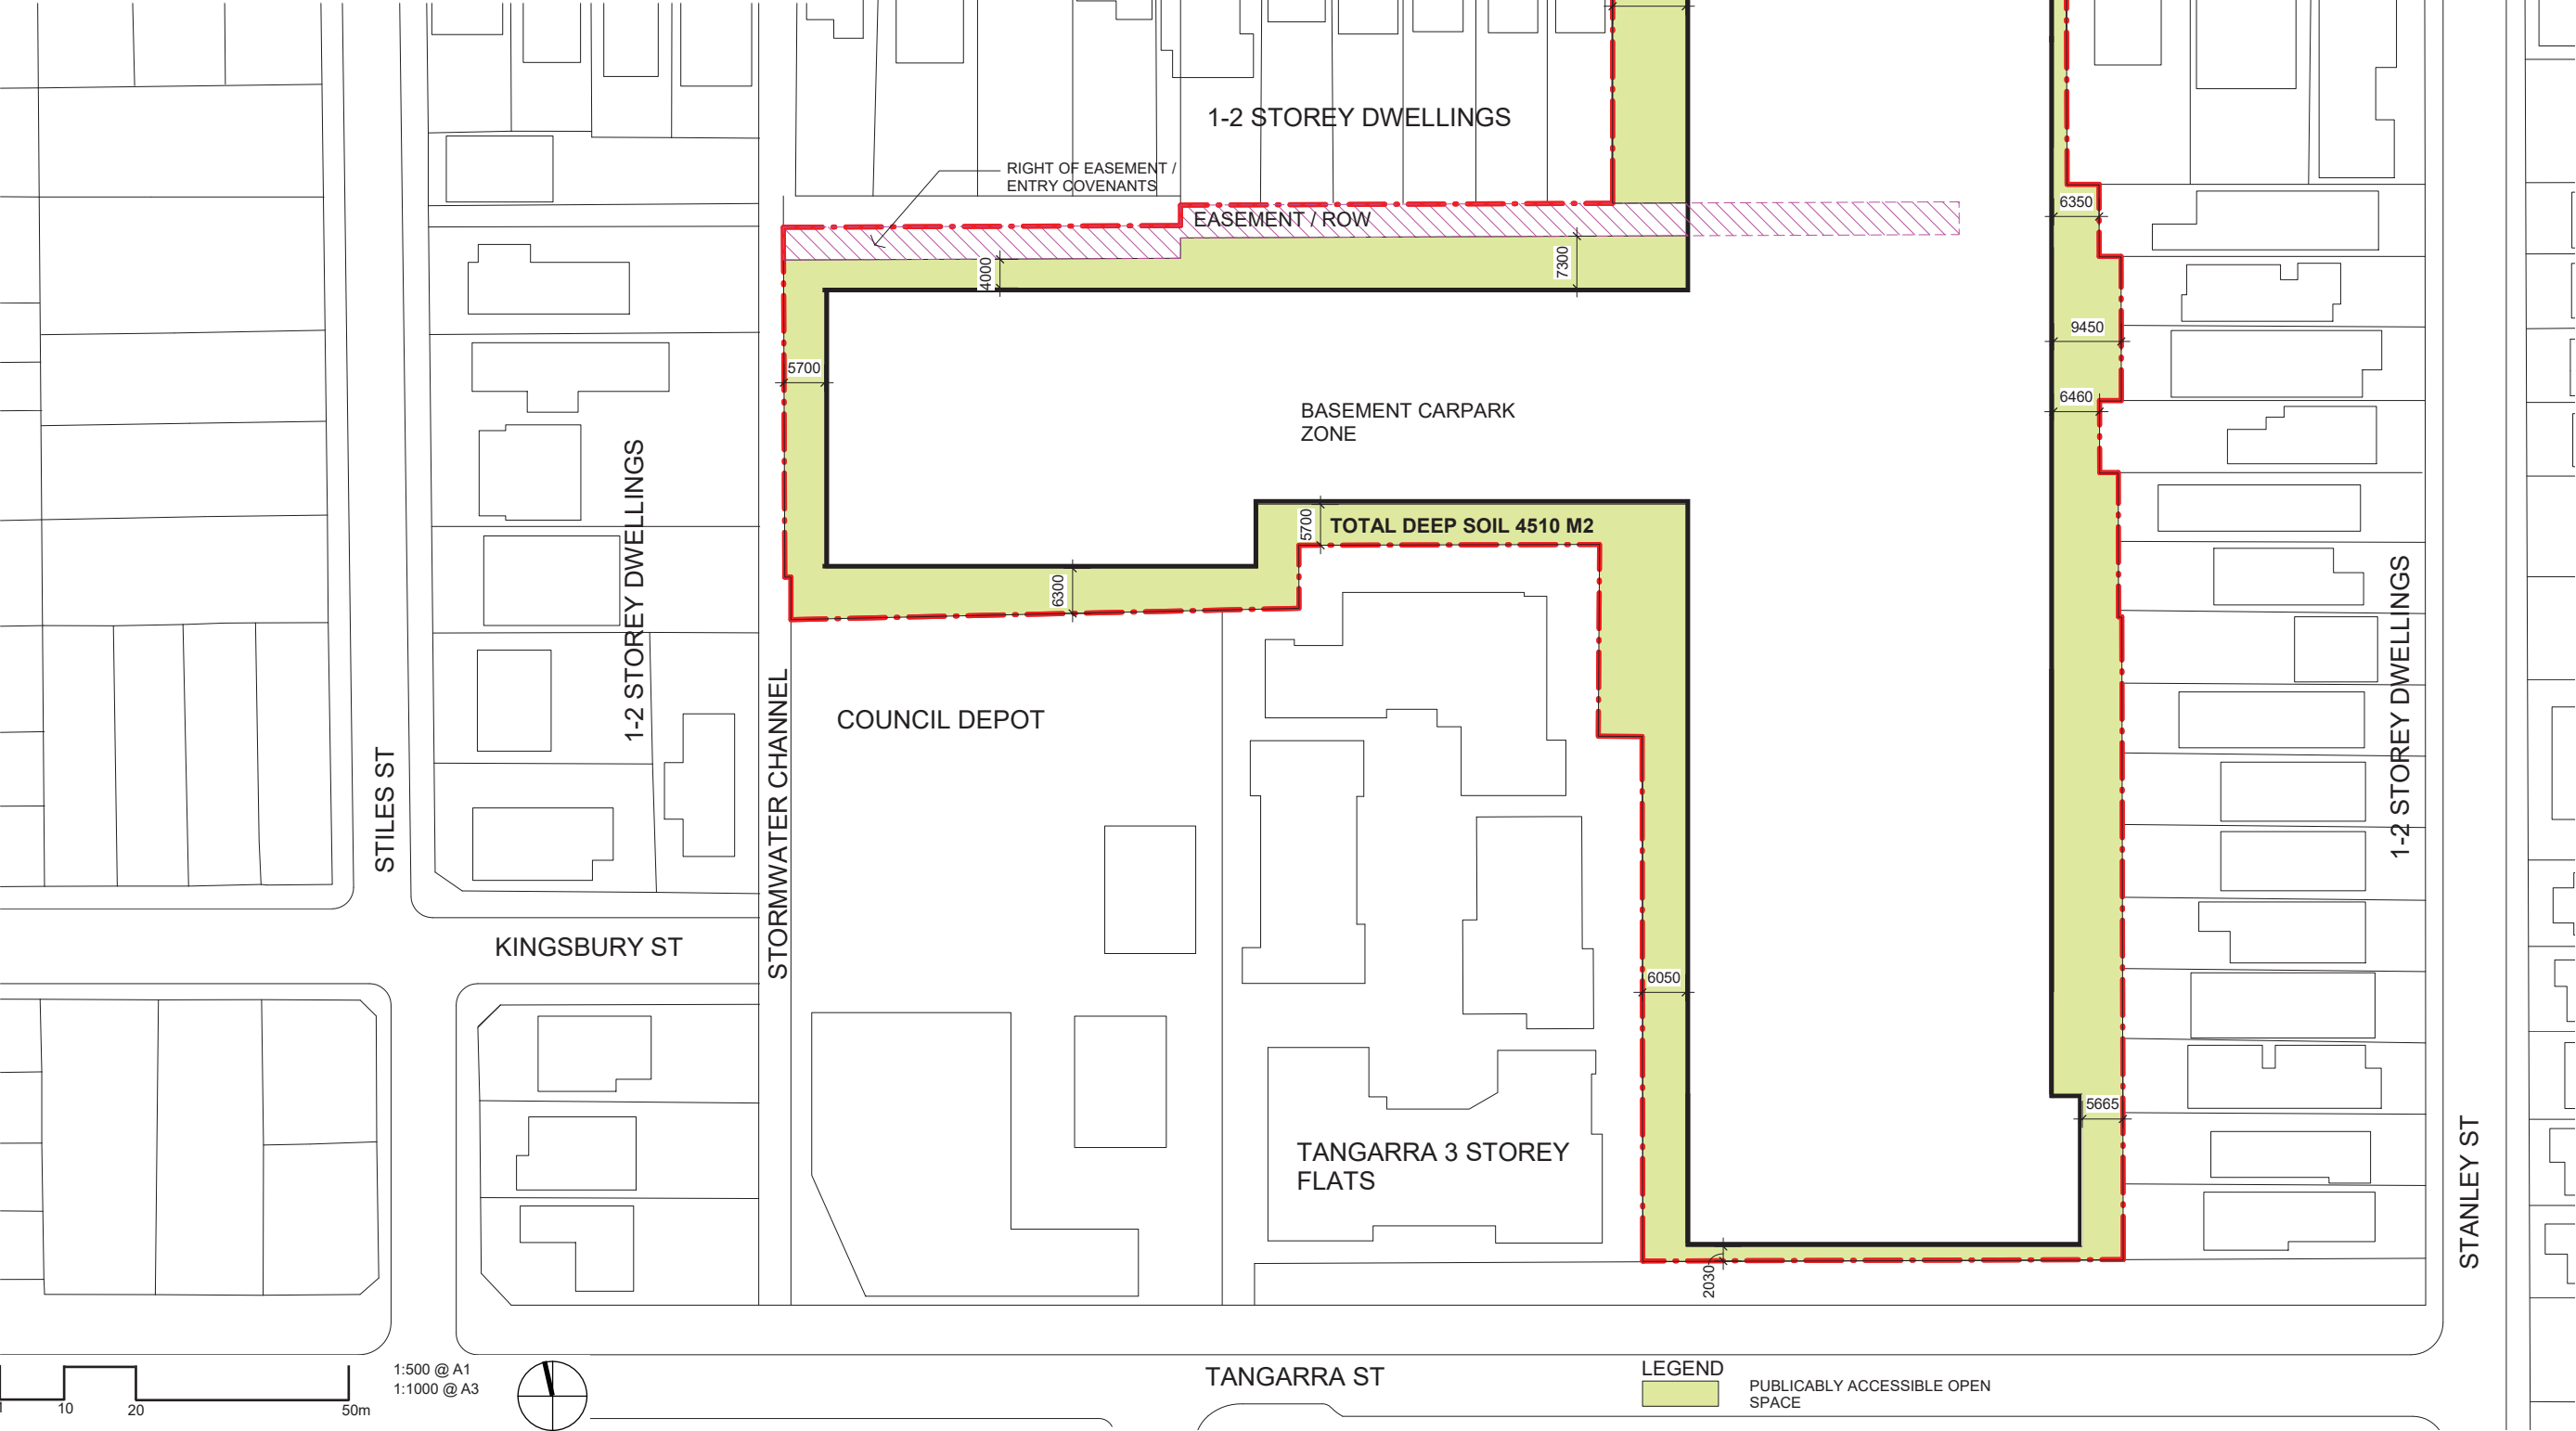 1-2 STOREY DWELLINGS
RIGHT OF EASEMENT /
ENTRY COVENANTS
EASEMENT / ROW
6350
4000
7300
9450
5700
6460
BASEMENT CARPARK
ZONE
5700
TOTAL DEEP SOIL 4510 M2
6300
1-2 STOREY DWELLINGS
1-2 STOREY DWELLINGS
COUNCIL DEPOT
STORMWATER CHANNEL
STILES ST
KINGSBURY ST
6050
5665
TANGARRA 3 STOREY
FLATS
STANLEY ST
2030
1:500 @ A1
1:1000 @ A3
10
20
50m
TANGARRA ST
LEGEND
PUBLICABLY ACCESSIBLE OPEN
SPACE